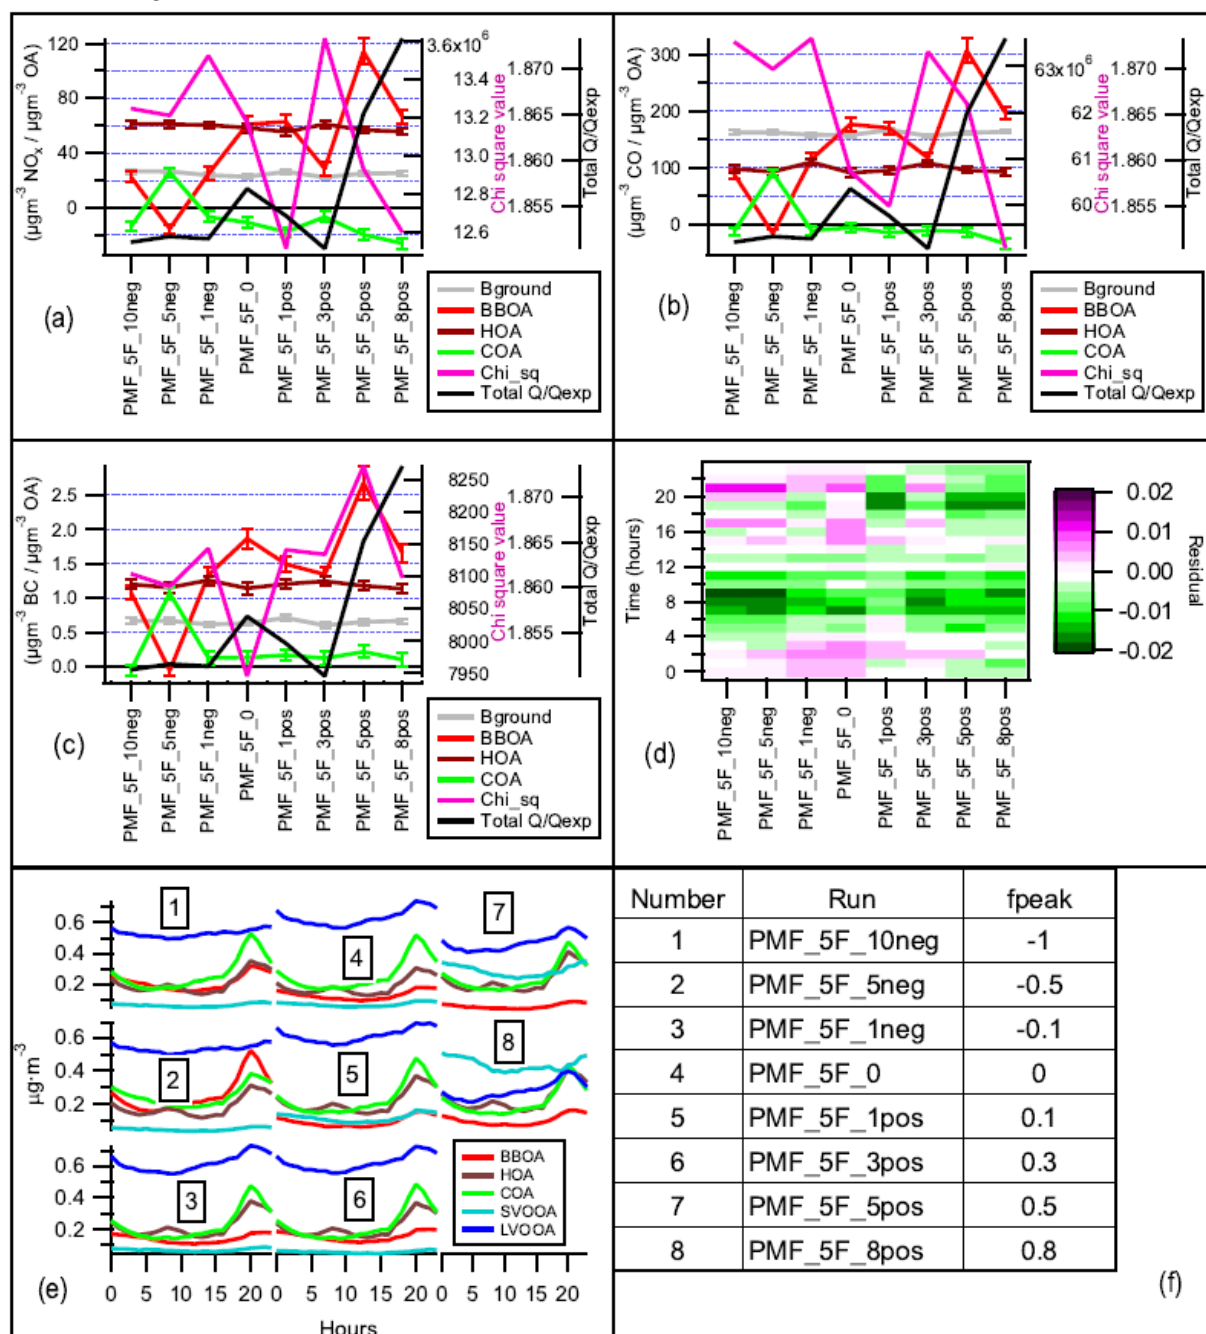 (µgm⁻³ NOₓ / µgm⁻³ OA)
120
80
40
0
3.6x10⁶
13.4
13.2
13.0
12.8
12.6
Chi square value
1.870
1.865
1.860
1.855
Total Q/Qexp
PMF_5F_10neg
PMF_5F_5neg
PMF_5F_1neg
PMF_5F_0
PMF_5F_1pos
PMF_5F_3pos
PMF_5F_5pos
PMF_5F_8pos
(a)
Bground
BBOA
HOA
COA
Chi_sq
Total Q/Qexp
(µgm⁻³ CO / µgm⁻³ OA)
300
200
100
0
63x10⁶
62
61
60
Chi square value
1.870
1.865
1.860
1.855
Total Q/Qexp
PMF_5F_10neg
PMF_5F_5neg
PMF_5F_1neg
PMF_5F_0
PMF_5F_1pos
PMF_5F_3pos
PMF_5F_5pos
PMF_5F_8pos
(b)
Bground
BBOA
HOA
COA
Chi_sq
Total Q/Qexp
(µgm⁻³ BC / µgm⁻³ OA)
2.5
2.0
1.5
1.0
0.5
0.0
8250
8200
8150
8100
8050
8000
7950
Chi square value
1.870
1.865
1.860
1.855
Total Q/Qexp
PMF_5F_10neg
PMF_5F_5neg
PMF_5F_1neg
PMF_5F_0
PMF_5F_1pos
PMF_5F_3pos
PMF_5F_5pos
PMF_5F_8pos
(c)
Bground
BBOA
HOA
COA
Chi_sq
Total Q/Qexp
Time (hours)
20
16
12
8
4
0
0.02
0.01
0.00
-0.01
-0.02
Residual
PMF_5F_10neg
PMF_5F_5neg
PMF_5F_1neg
PMF_5F_0
PMF_5F_1pos
PMF_5F_3pos
PMF_5F_5pos
PMF_5F_8pos
(d)
µg·m⁻³
0.6
0.4
0.2
1
4
7
0.6
0.4
0.2
2
5
8
0.6
0.4
0.2
3
6
BBOA
HOA
COA
SVOOA
LVOOA
0 5 10 15 20 0 5 10 15 20
Hours
(e)
Number Run fpeak
1 PMF_5F_10neg -1
2 PMF_5F_5neg -0.5
3 PMF_5F_1neg -0.1
4 PMF_5F_0 0
5 PMF_5F_1pos 0.1
6 PMF_5F_3pos 0.3
7 PMF_5F_5pos 0.5
8 PMF_5F_8pos 0.8
(f)